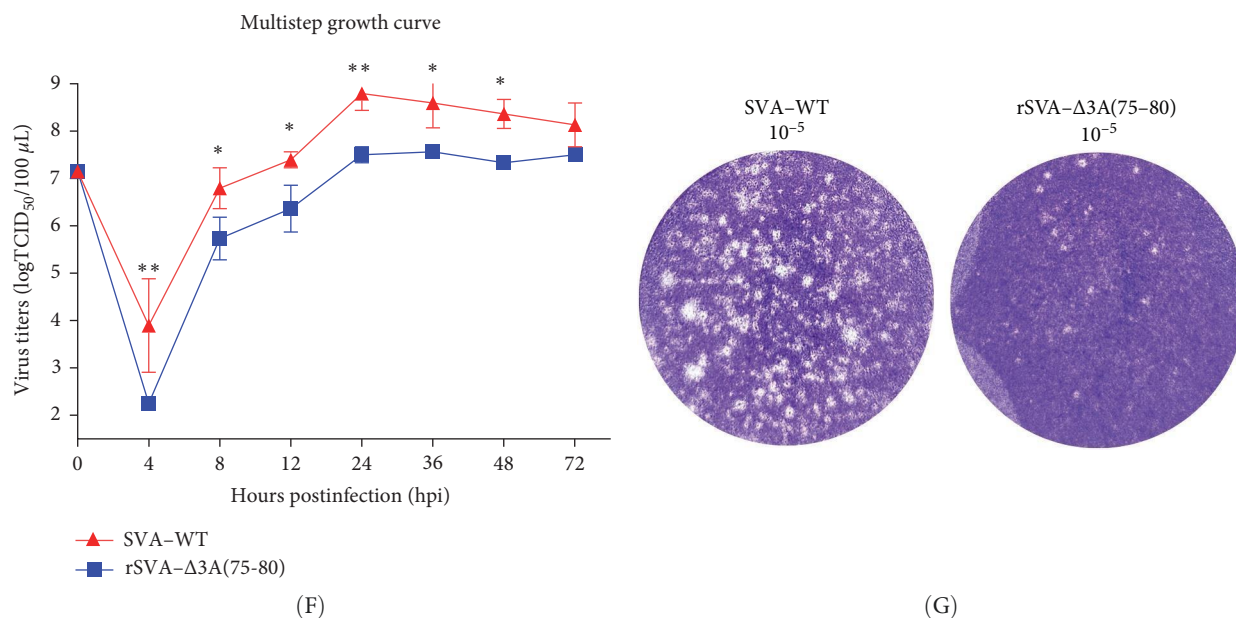 Multistep growth curve
Virus titers (logTCID₅₀/100 μL)
9
8
7
6
5
4
3
2
** * * ** * *
0 4 8 12 24 36 48 72
Hours postinfection (hpi)
SVA–WT
rSVA–Δ3A(75-80)
(F)
SVA–WT
10⁻⁵
rSVA–Δ3A(75–80)
10⁻⁵
(G)